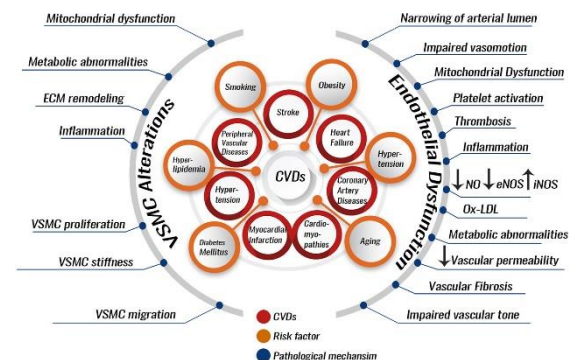 Mitochondrial dysfunction
Metabolic abnormalities
ECM remodeling
Inflammation
VSMC proliferation
VSMC stiffness
VSMC migration
VSMC Alterations
Smoking
Obesity
Stroke
Peripheral
Vascular
Diseases
Heart
Failure
Hyper-
lipidemia
Hyper-
tension
CVDs
Hyper-
tension
Coronary
Artery
Diseases
Diabetes
Mellitus
Myocardial
Infarction
Cardio-
myo-
pathies
Aging
Endothelial Dysfunction
Narrowing of arterial lumen
Impaired vasomotion
Mitochondrial Dysfunction
Platelet activation
Thrombosis
Inflammation
↓NO ↓eNOS ↑iNOS
Ox-LDL
Metabolic abnormalities
↓Vascular permeability
Vascular Fibrosis
Impaired vascular tone
CVDs
Risk factor
Pathological mechansim